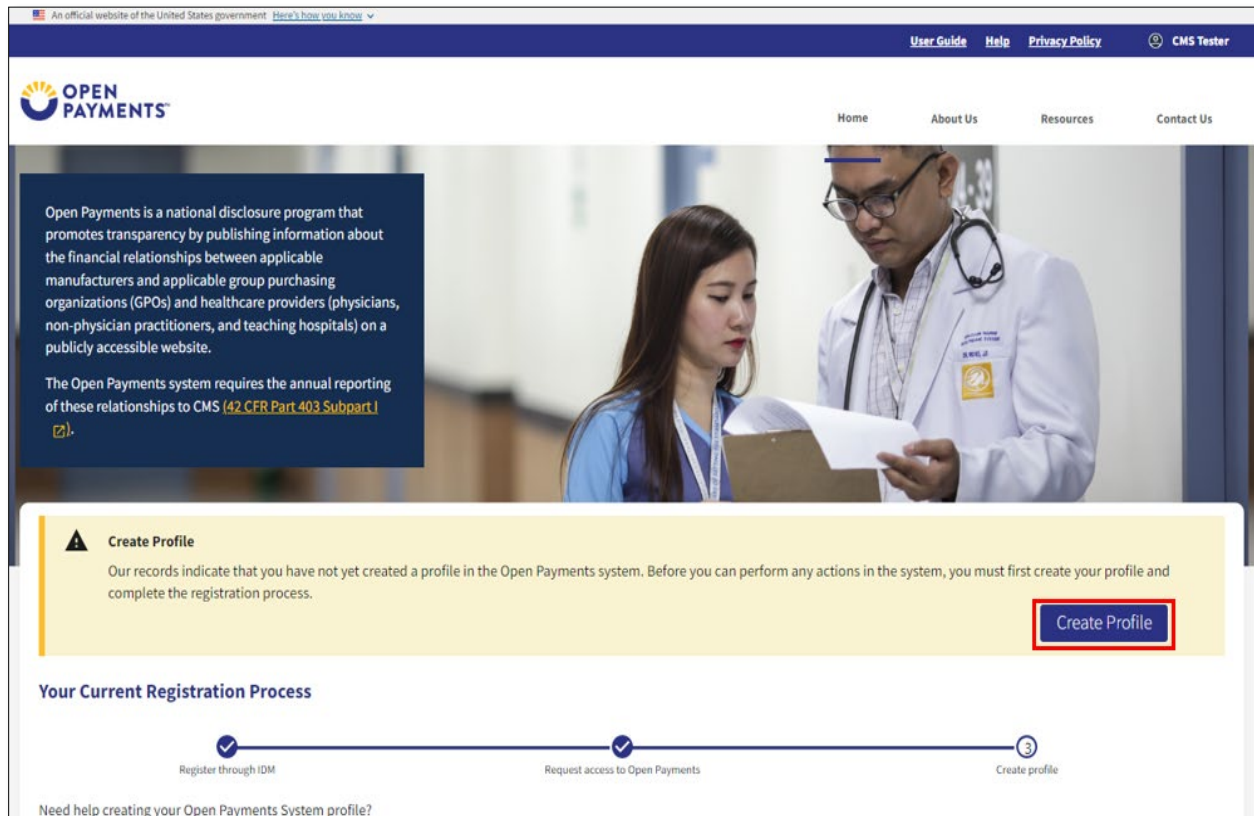 An official website of the United States government Here's how you know
User Guide Help Privacy Policy CMS Tester
OPEN
PAYMENTS
Home About Us Resources Contact Us
Open Payments is a national disclosure program that
promotes transparency by publishing information about
the financial relationships between applicable
manufacturers and applicable group purchasing
organizations (GPOs) and healthcare providers (physicians,
non-physician practitioners, and teaching hospitals) on a
publicly accessible website.
The Open Payments system requires the annual reporting
of these relationships to CMS (42 CFR Part 403 Subpart I
).
Create Profile
Our records indicate that you have not yet created a profile in the Open Payments system. Before you can perform any actions in the system, you must first create your profile and
complete the registration process.
Create Profile
Your Current Registration Process
3
Register through IDM Request access to Open Payments Create profile
Need help creating your Open Payments System profile?